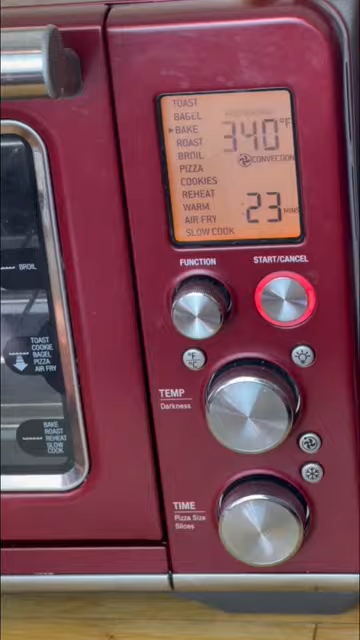 TOAST
BAGEL
BAKE
ROAST
BROIL
PIZZA
COOKIES
REHEAT
WARM
AIR FRY
SLOW COOK
340°F
CONVECTION
23 MINS
FUNCTION
START/CANCEL
°F
°C
TEMP
Darkness
TIME
Pizza Size
Slices
BROIL
TOAST
COOKIE
BAGEL
PIZZA
AIR FRY
BAKE
ROAST
REHEAT
SLOW
COOK